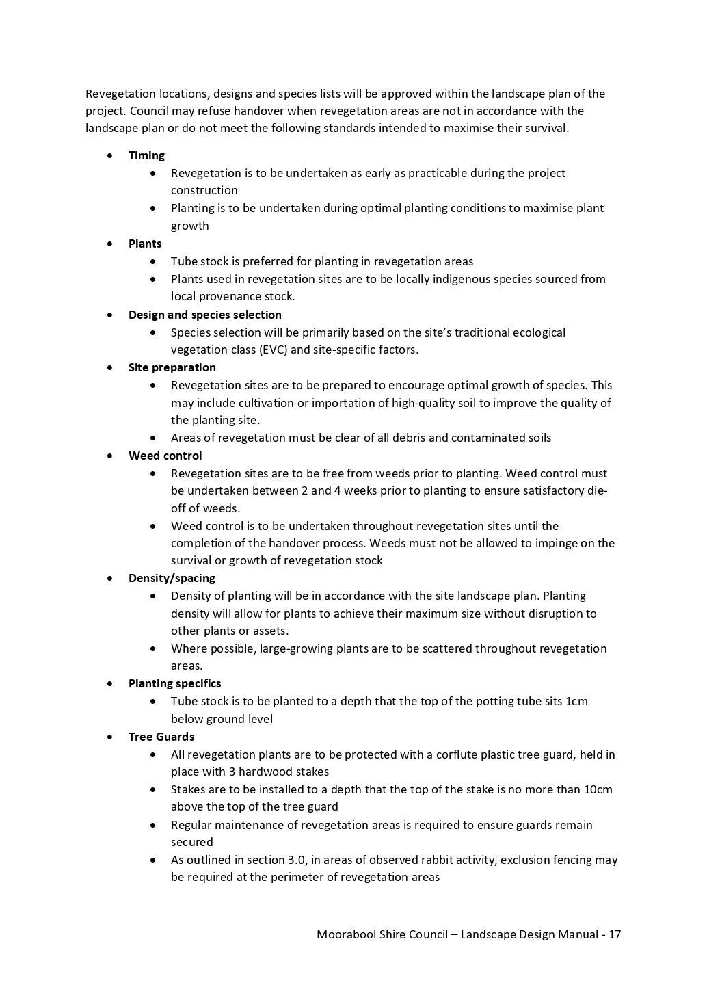 Revegetation locations, designs and species lists will be approved within the landscape plan of the
project. Council may refuse handover when revegetation areas are not in accordance with the
landscape plan or do not meet the following standards intended to maximise their survival.
• Timing
• Revegetation is to be undertaken as early as practicable during the project
construction
• Planting is to be undertaken during optimal planting conditions to maximise plant
growth
• Plants
• Tube stock is preferred for planting in revegetation areas
• Plants used in revegetation sites are to be locally indigenous species sourced from
local provenance stock.
• Design and species selection
• Species selection will be primarily based on the site’s traditional ecological
vegetation class (EVC) and site-specific factors.
• Site preparation
• Revegetation sites are to be prepared to encourage optimal growth of species. This
may include cultivation or importation of high-quality soil to improve the quality of
the planting site.
• Areas of revegetation must be clear of all debris and contaminated soils
• Weed control
• Revegetation sites are to be free from weeds prior to planting. Weed control must
be undertaken between 2 and 4 weeks prior to planting to ensure satisfactory die-
off of weeds.
• Weed control is to be undertaken throughout revegetation sites until the
completion of the handover process. Weeds must not be allowed to impinge on the
survival or growth of revegetation stock
• Density/spacing
• Density of planting will be in accordance with the site landscape plan. Planting
density will allow for plants to achieve their maximum size without disruption to
other plants or assets.
• Where possible, large-growing plants are to be scattered throughout revegetation
areas.
• Planting specifics
• Tube stock is to be planted to a depth that the top of the potting tube sits 1cm
below ground level
• Tree Guards
• All revegetation plants are to be protected with a corflute plastic tree guard, held in
place with 3 hardwood stakes
• Stakes are to be installed to a depth that the top of the stake is no more than 10cm
above the top of the tree guard
• Regular maintenance of revegetation areas is required to ensure guards remain
secured
• As outlined in section 3.0, in areas of observed rabbit activity, exclusion fencing may
be required at the perimeter of revegetation areas
Moorabool Shire Council – Landscape Design Manual - 17